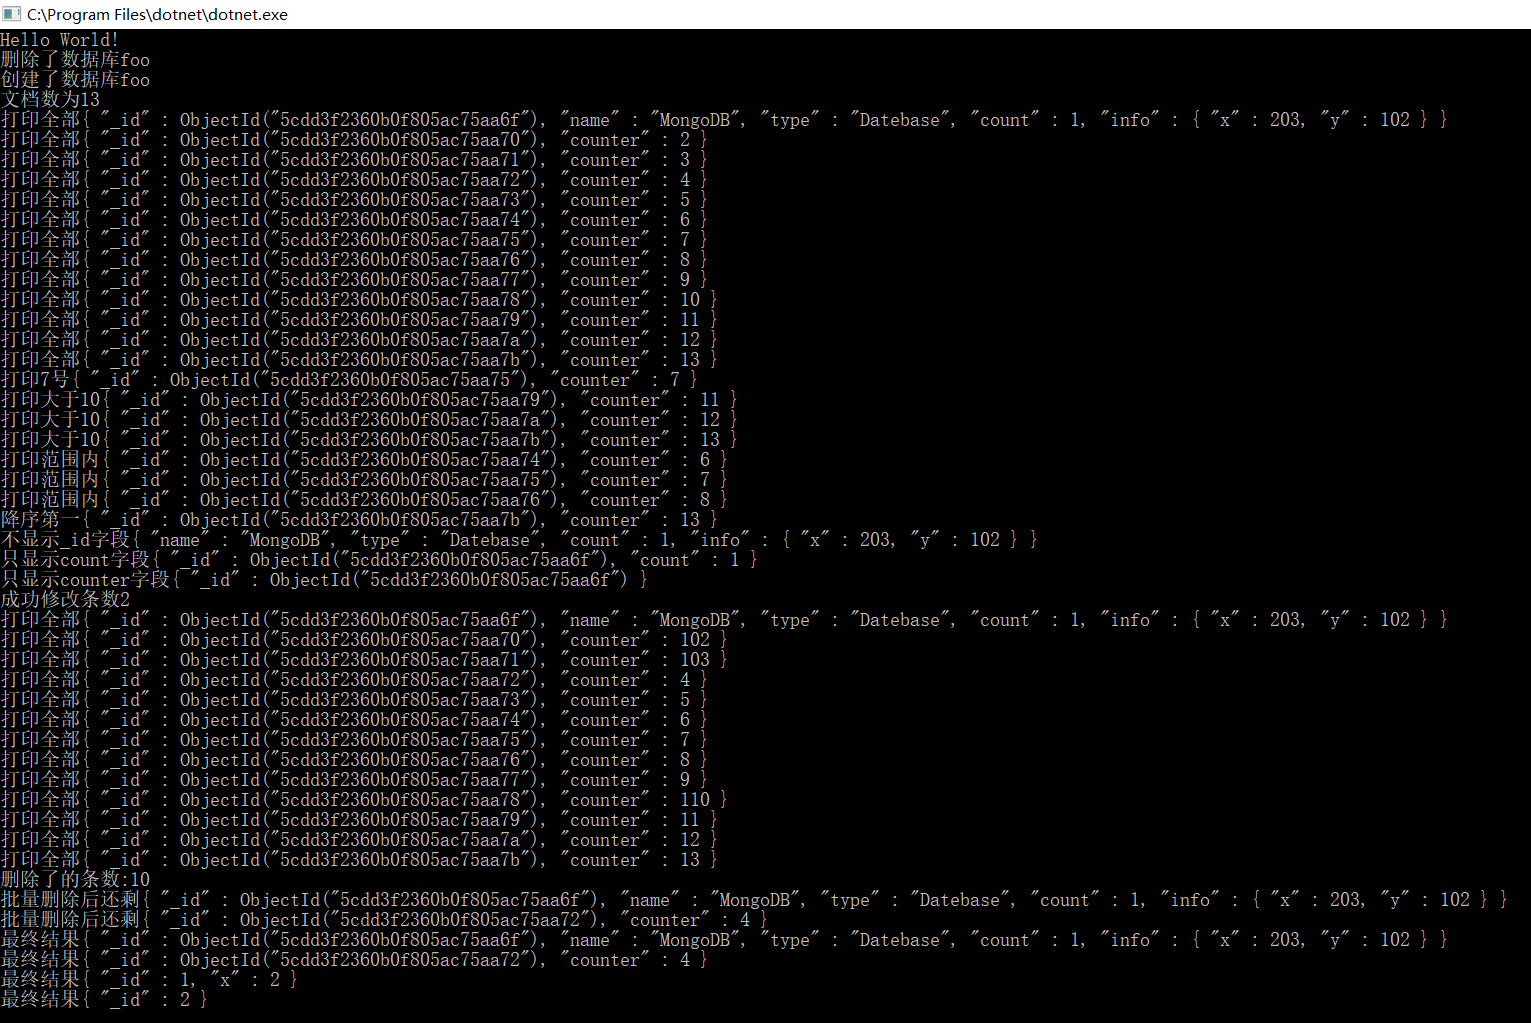 C:\Program Files\dotnet\dotnet.exe
Hello World!
删除了数据库foo
创建了数据库foo
文档数为13
打印全部{ "_id" : ObjectId("5cdd3f2360b0f805ac75aa6f"), "name" : "MongoDB", "type" : "Datebase", "count" : 1, "info" : { "x" : 203, "y" : 102 } }
打印全部{ "_id" : ObjectId("5cdd3f2360b0f805ac75aa70"), "counter" : 2 }
打印全部{ "_id" : ObjectId("5cdd3f2360b0f805ac75aa71"), "counter" : 3 }
打印全部{ "_id" : ObjectId("5cdd3f2360b0f805ac75aa72"), "counter" : 4 }
打印全部{ "_id" : ObjectId("5cdd3f2360b0f805ac75aa73"), "counter" : 5 }
打印全部{ "_id" : ObjectId("5cdd3f2360b0f805ac75aa74"), "counter" : 6 }
打印全部{ "_id" : ObjectId("5cdd3f2360b0f805ac75aa75"), "counter" : 7 }
打印全部{ "_id" : ObjectId("5cdd3f2360b0f805ac75aa76"), "counter" : 8 }
打印全部{ "_id" : ObjectId("5cdd3f2360b0f805ac75aa77"), "counter" : 9 }
打印全部{ "_id" : ObjectId("5cdd3f2360b0f805ac75aa78"), "counter" : 10 }
打印全部{ "_id" : ObjectId("5cdd3f2360b0f805ac75aa79"), "counter" : 11 }
打印全部{ "_id" : ObjectId("5cdd3f2360b0f805ac75aa7a"), "counter" : 12 }
打印全部{ "_id" : ObjectId("5cdd3f2360b0f805ac75aa7b"), "counter" : 13 }
打印7号{ "_id" : ObjectId("5cdd3f2360b0f805ac75aa75"), "counter" : 7 }
打印大于10{ "_id" : ObjectId("5cdd3f2360b0f805ac75aa79"), "counter" : 11 }
打印大于10{ "_id" : ObjectId("5cdd3f2360b0f805ac75aa7a"), "counter" : 12 }
打印大于10{ "_id" : ObjectId("5cdd3f2360b0f805ac75aa7b"), "counter" : 13 }
打印范围内{ "_id" : ObjectId("5cdd3f2360b0f805ac75aa74"), "counter" : 6 }
打印范围内{ "_id" : ObjectId("5cdd3f2360b0f805ac75aa75"), "counter" : 7 }
打印范围内{ "_id" : ObjectId("5cdd3f2360b0f805ac75aa76"), "counter" : 8 }
降序第一{ "_id" : ObjectId("5cdd3f2360b0f805ac75aa7b"), "counter" : 13 }
不显示_id字段{ "name" : "MongoDB", "type" : "Datebase", "count" : 1, "info" : { "x" : 203, "y" : 102 } }
只显示count字段{ "_id" : ObjectId("5cdd3f2360b0f805ac75aa6f"), "count" : 1 }
只显示counter字段{ "_id" : ObjectId("5cdd3f2360b0f805ac75aa6f") }
成功修改条数2
打印全部{ "_id" : ObjectId("5cdd3f2360b0f805ac75aa6f"), "name" : "MongoDB", "type" : "Datebase", "count" : 1, "info" : { "x" : 203, "y" : 102 } }
打印全部{ "_id" : ObjectId("5cdd3f2360b0f805ac75aa70"), "counter" : 102 }
打印全部{ "_id" : ObjectId("5cdd3f2360b0f805ac75aa71"), "counter" : 103 }
打印全部{ "_id" : ObjectId("5cdd3f2360b0f805ac75aa72"), "counter" : 4 }
打印全部{ "_id" : ObjectId("5cdd3f2360b0f805ac75aa73"), "counter" : 5 }
打印全部{ "_id" : ObjectId("5cdd3f2360b0f805ac75aa74"), "counter" : 6 }
打印全部{ "_id" : ObjectId("5cdd3f2360b0f805ac75aa75"), "counter" : 7 }
打印全部{ "_id" : ObjectId("5cdd3f2360b0f805ac75aa76"), "counter" : 8 }
打印全部{ "_id" : ObjectId("5cdd3f2360b0f805ac75aa77"), "counter" : 9 }
打印全部{ "_id" : ObjectId("5cdd3f2360b0f805ac75aa78"), "counter" : 110 }
打印全部{ "_id" : ObjectId("5cdd3f2360b0f805ac75aa79"), "counter" : 11 }
打印全部{ "_id" : ObjectId("5cdd3f2360b0f805ac75aa7a"), "counter" : 12 }
打印全部{ "_id" : ObjectId("5cdd3f2360b0f805ac75aa7b"), "counter" : 13 }
删除了的条数:10
批量删除后还剩{ "_id" : ObjectId("5cdd3f2360b0f805ac75aa6f"), "name" : "MongoDB", "type" : "Datebase", "count" : 1, "info" : { "x" : 203, "y" : 102 } }
批量删除后还剩{ "_id" : ObjectId("5cdd3f2360b0f805ac75aa72"), "counter" : 4 }
最终结果{ "_id" : ObjectId("5cdd3f2360b0f805ac75aa6f"), "name" : "MongoDB", "type" : "Datebase", "count" : 1, "info" : { "x" : 203, "y" : 102 } }
最终结果{ "_id" : ObjectId("5cdd3f2360b0f805ac75aa72"), "counter" : 4 }
最终结果{ "_id" : 1, "x" : 2 }
最终结果{ "_id" : 2 }